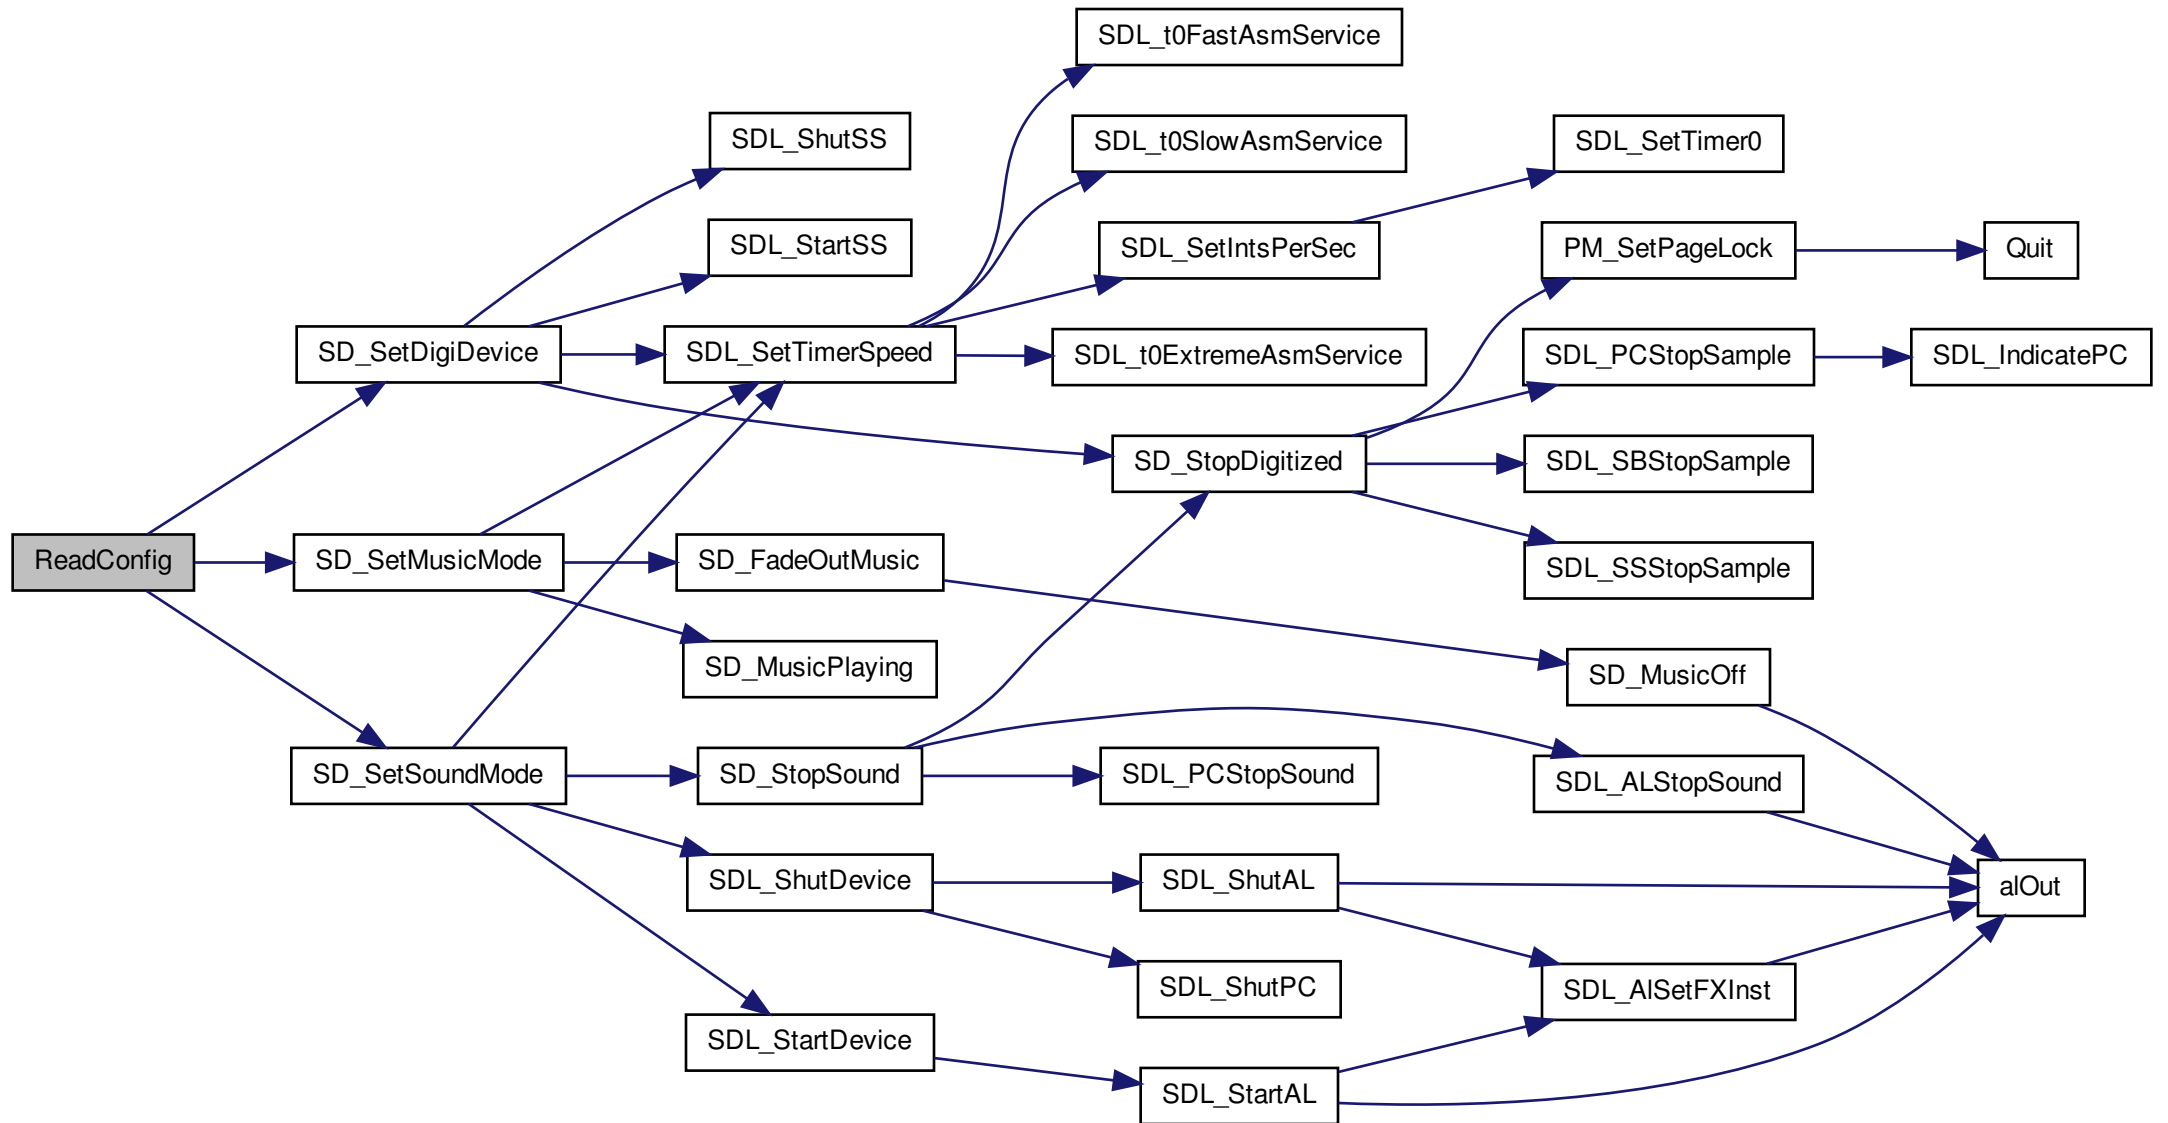 SDL_t0FastAsmService
SDL_ShutSS
SDL_t0SlowAsmService
SDL_SetTimer0
SDL_StartSS
SDL_SetIntsPerSec
PM_SetPageLock
Quit
SD_SetDigiDevice
SDL_SetTimerSpeed
SDL_t0ExtremeAsmService
SDL_PCStopSample
SDL_IndicatePC
SD_StopDigitized
SDL_SBStopSample
ReadConfig
SD_SetMusicMode
SD_FadeOutMusic
SDL_SSStopSample
SD_MusicPlaying
SD_MusicOff
SD_SetSoundMode
SD_StopSound
SDL_PCStopSound
SDL_ALStopSound
SDL_ShutDevice
SDL_ShutAL
alOut
SDL_ShutPC
SDL_AlSetFXInst
SDL_StartDevice
SDL_StartAL